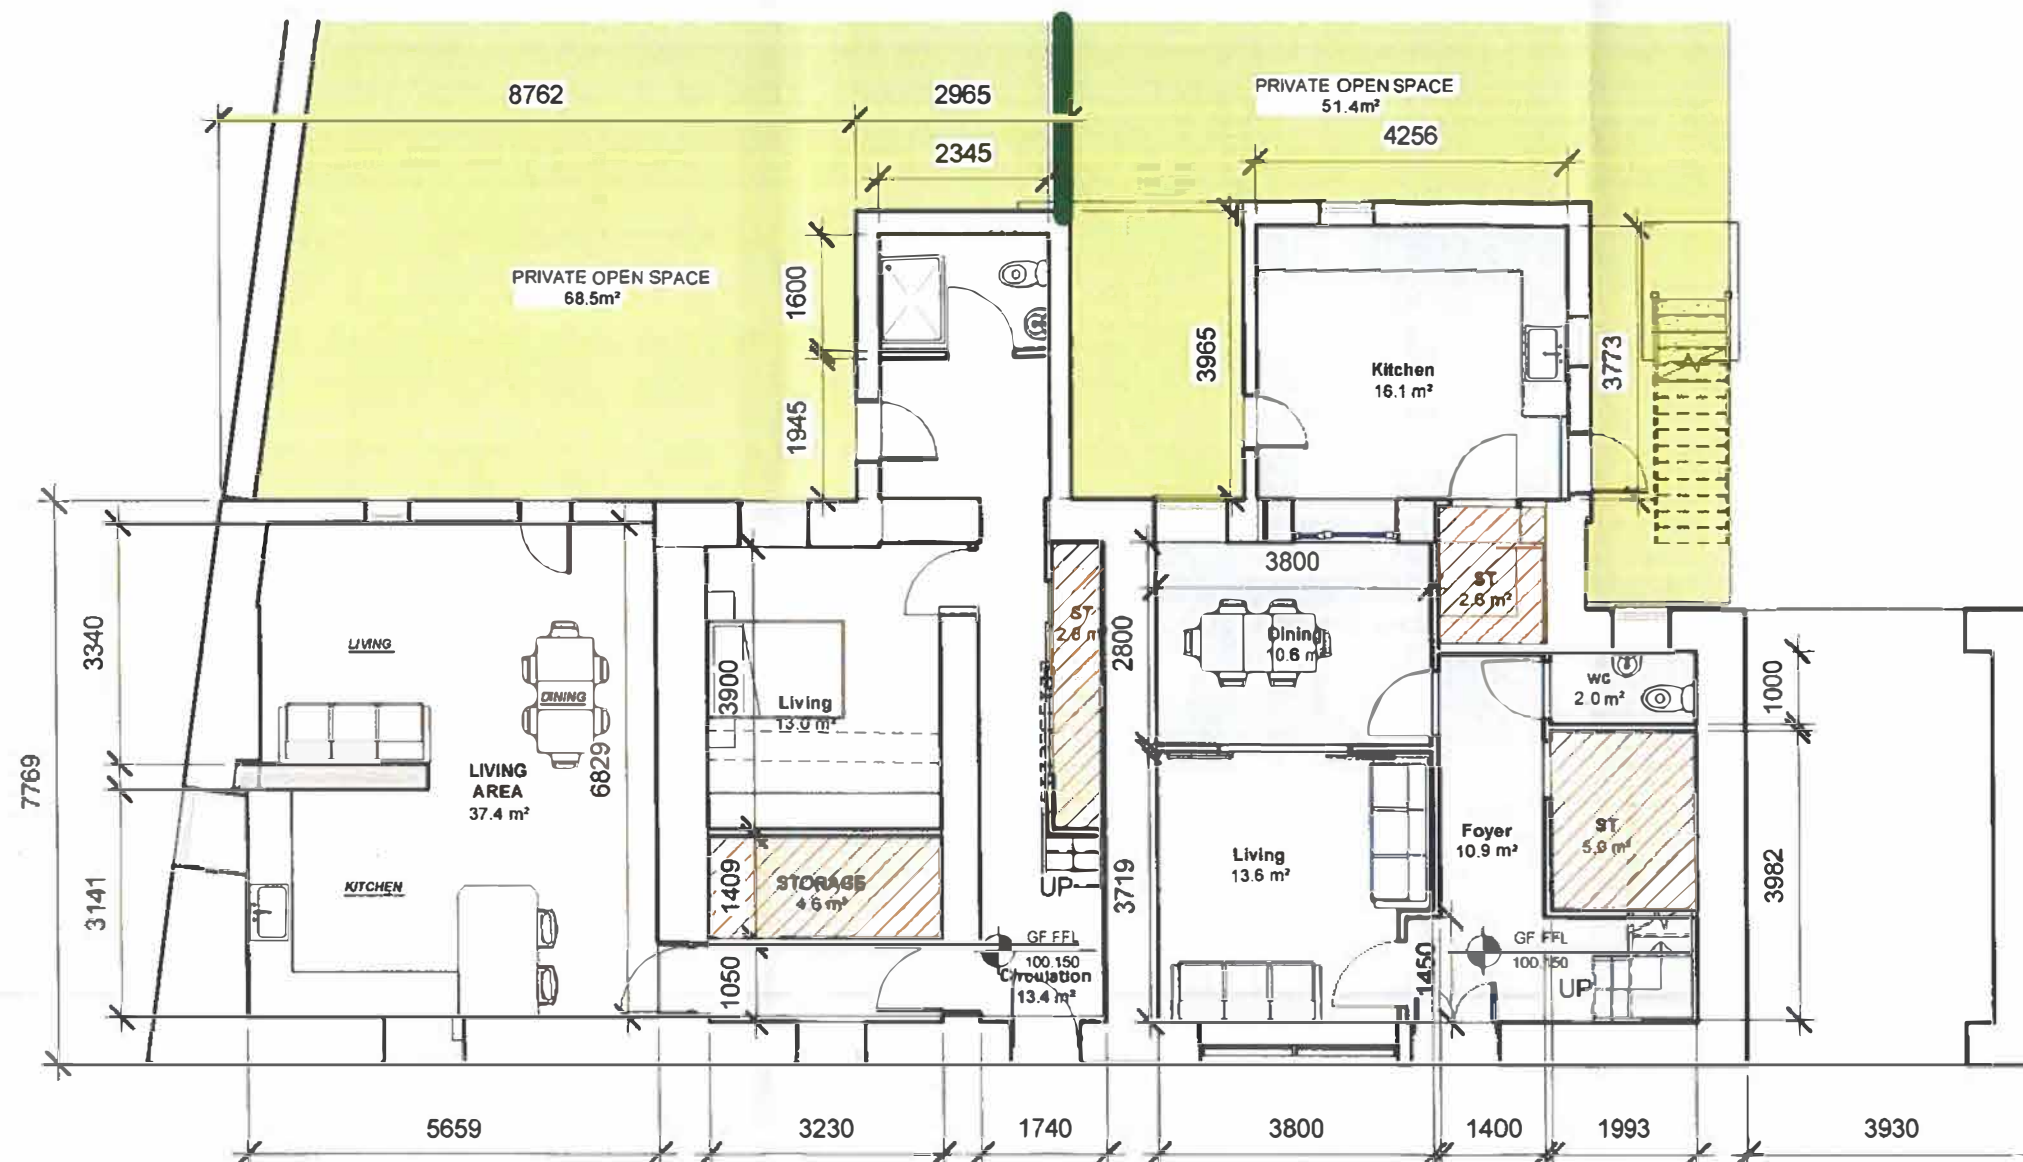 8762
2965
PRIVATE OPEN SPACE
51.4m²
4256
2345
PRIVATE OPEN SPACE
68.5m²
1600
1945
3965
Kitchen
16.1 m²
3773
3800
ST
2.6 m²
ST
2800
Dining
10.6 m²
WC
2.0 m²
1000
3340
LIVING
DINING
3900
Living
13.0 m²
6829
LIVING
AREA
37.4 m²
7769
3141
KITCHEN
1409
STORAGE
4.6 m²
1050
UP
GF FFL
100.150
Circulation
13.4 m²
3719
Living
13.6 m²
Foyer
10.9 m²
ST
3982
1450
GF FFL
100.150
UP
5659
3230
1740
3800
1400
1993
3930